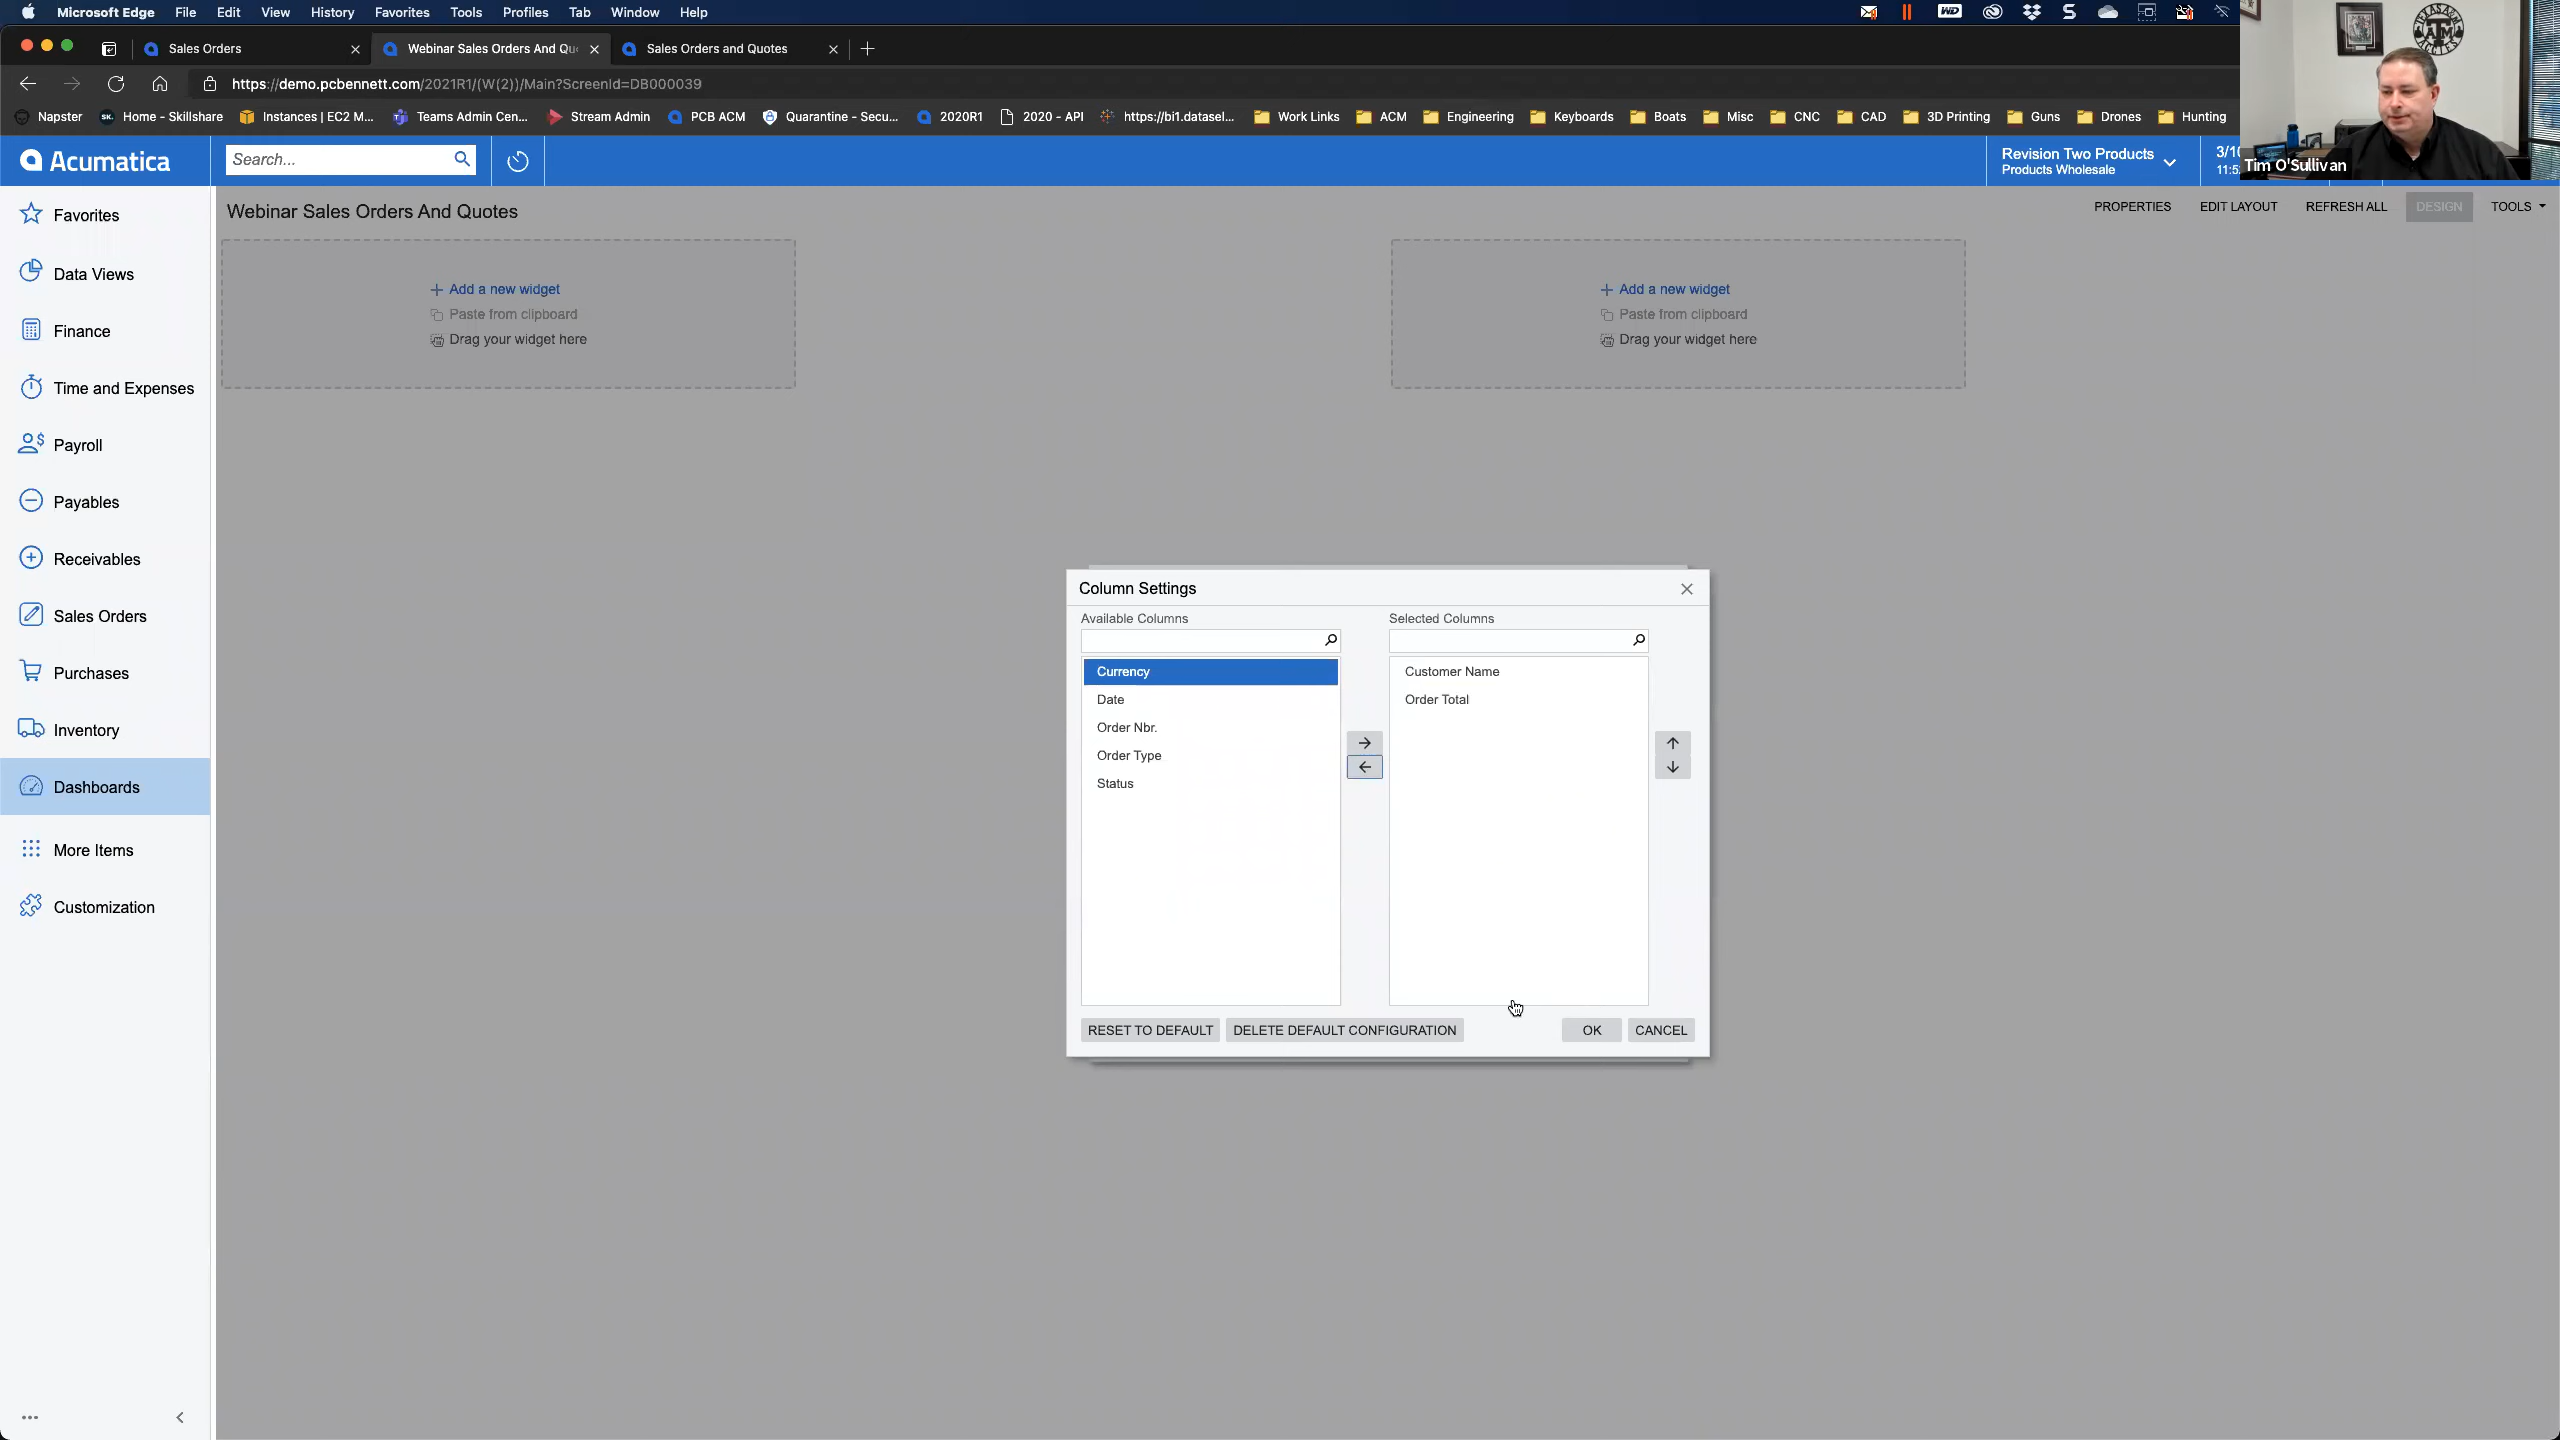 Microsoft Edge File Edit View History Favorites Tools Profiles Tab Window Help
Sales Orders
Webinar Sales Orders And Qu
Sales Orders and Quotes
https://demo.pcbennett.com/2021R1/(W(2))/Main?ScreenId=DB000039
Napster
Home - Skillshare
Instances | EC2 M...
Teams Admin Cen...
Stream Admin
PCB ACM
Quarantine - Secu...
2020R1
2020 - API
https://bi1.datasel...
Work Links
ACM
Engineering
Keyboards
Boats
Misc
CNC
CAD
3D Printing
Guns
Drones
Hunting
Acumatica
Search...
Revision Two Products
Products Wholesale
Tim O'Sullivan
TEXAS A&M
AGGIES
Favorites
Data Views
Finance
Time and Expenses
Payroll
Payables
Receivables
Sales Orders
Purchases
Inventory
Dashboards
More Items
Customization
Webinar Sales Orders And Quotes
PROPERTIES
EDIT LAYOUT
REFRESH ALL
DESIGN
TOOLS
Add a new widget
Paste from clipboard
Drag your widget here
Add a new widget
Paste from clipboard
Drag your widget here
Column Settings
Available Columns
Currency
Date
Order Nbr.
Order Type
Status
Selected Columns
Customer Name
Order Total
RESET TO DEFAULT
DELETE DEFAULT CONFIGURATION
OK
CANCEL